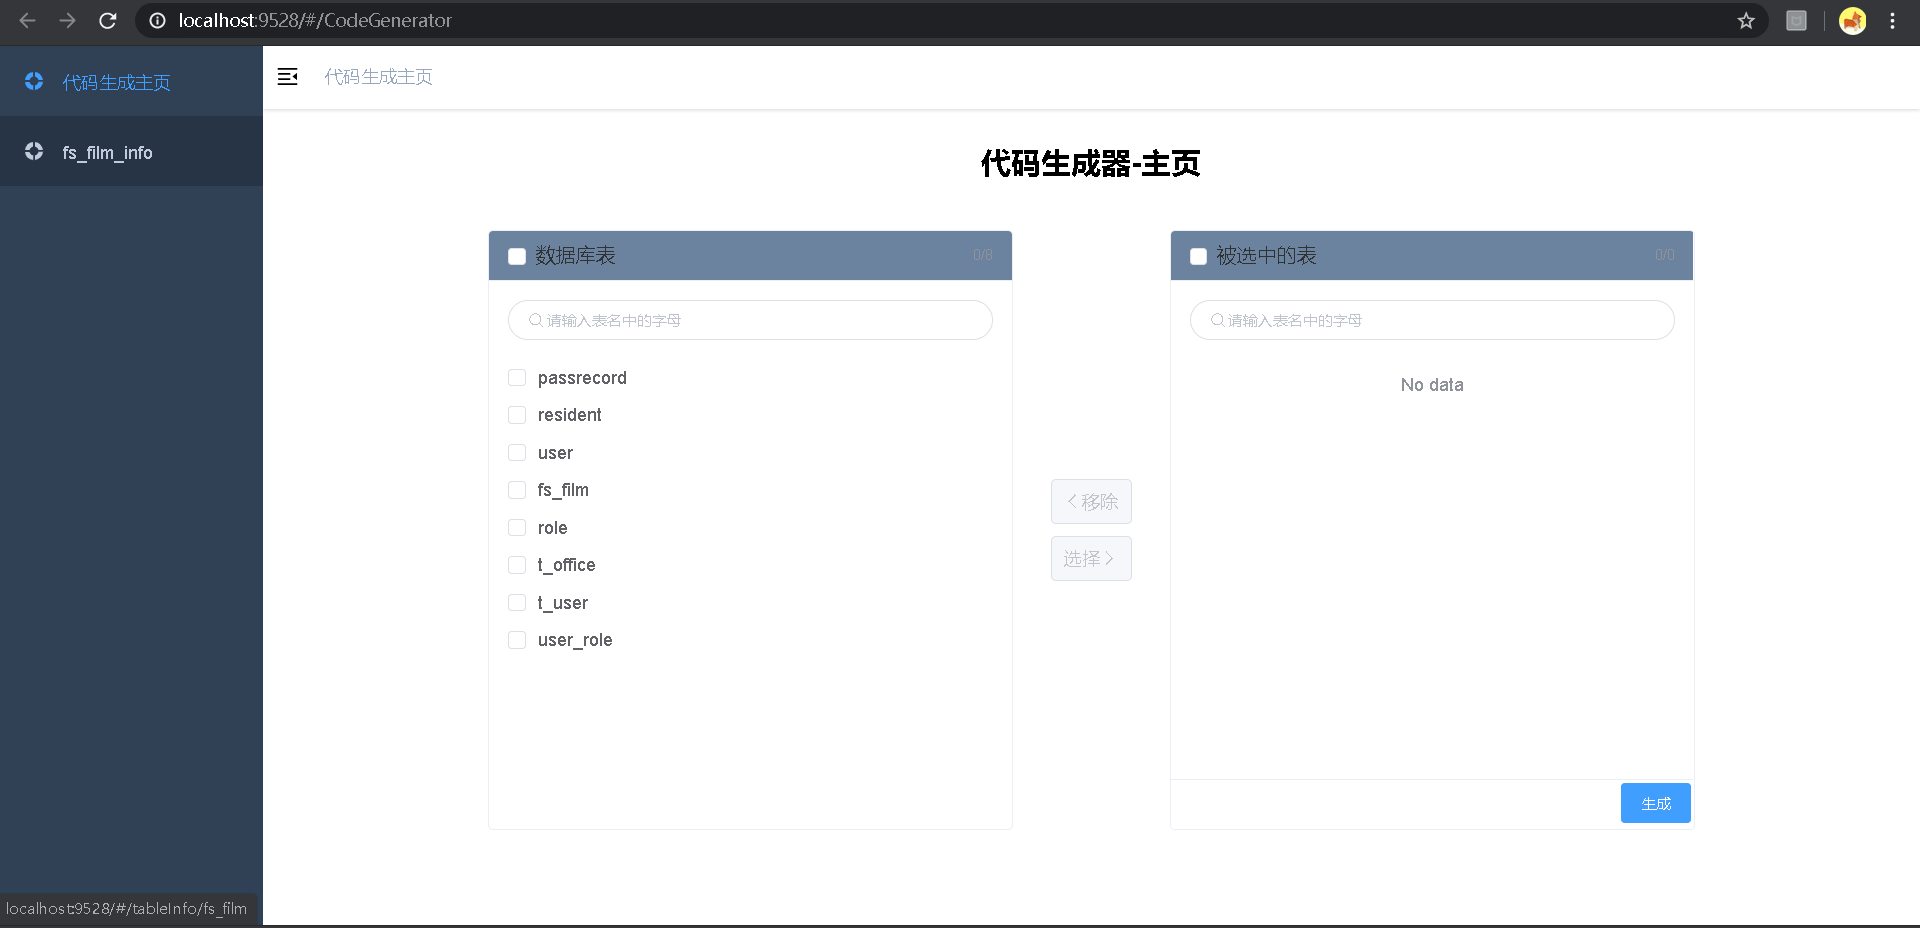 localhost:9528/#/CodeGenerator
代码生成主页
fs_film_info
代码生成主页
代码生成器-主页
数据库表 0/8
请输入表名中的字母
passrecord
resident
user
fs_film
role
t_office
t_user
user_role
移除
选择
被选中的表 0/0
请输入表名中的字母
No data
生成
localhost:9528/#/tableInfo/fs_film